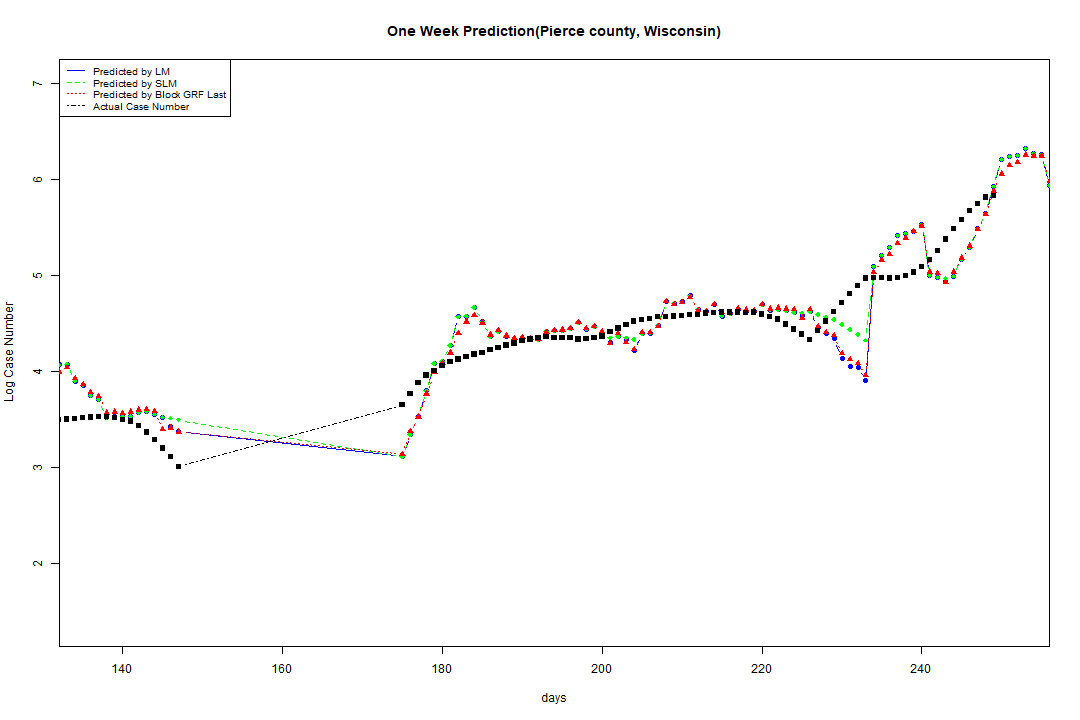 One Week Prediction(Pierce county, Wisconsin)
Predicted by LM
Predicted by SLM
Predicted by Block GRF Last
Actual Case Number
7
6
5
4
3
2
Log Case Number
140 160 180 200 220 240
days